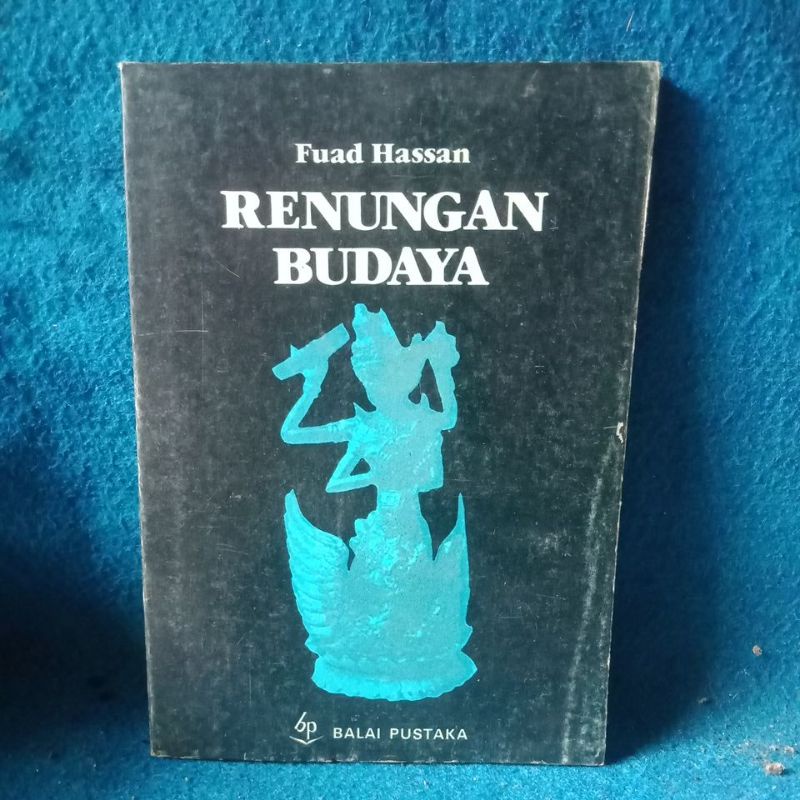 Fuad Hassan
RENUNGAN
BUDAYA
bp BALAI PUSTAKA